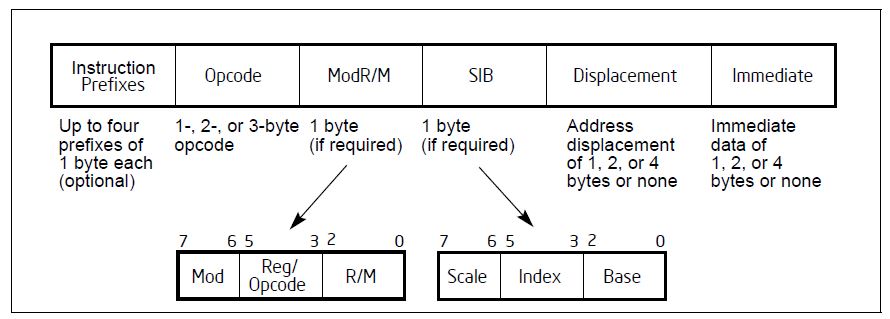 Instruction Prefixes
Opcode
ModR/M
SIB
Displacement
Immediate
Up to four
prefixes of
1 byte each
(optional)
1-, 2-, or 3-byte
opcode
1 byte
(if required)
1 byte
(if required)
Address
displacement
of 1, 2, or 4
bytes or none
Immediate
data of
1, 2, or 4
bytes or none
7 6 5 3 2 0
Mod
Reg/
Opcode
R/M
7 6 5 3 2 0
Scale
Index
Base